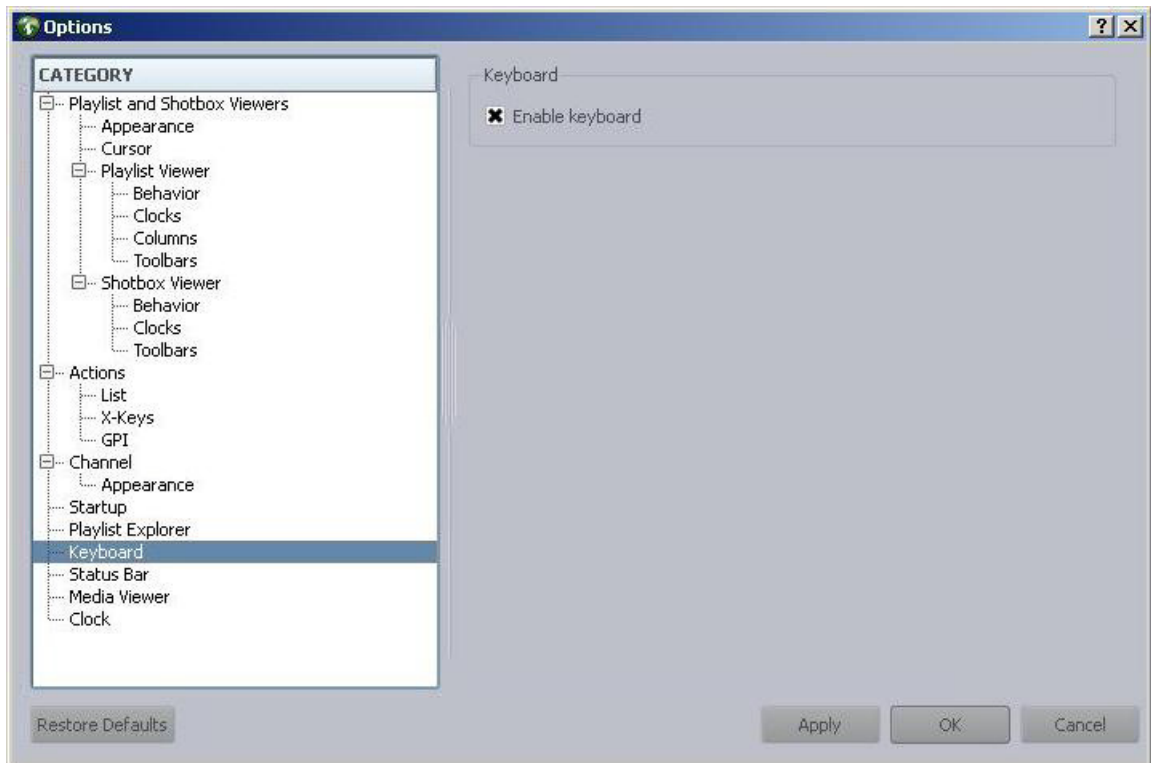 Options
CATEGORY
Playlist and Shotbox Viewers
Appearance
Cursor
Playlist Viewer
Behavior
Clocks
Columns
Toolbars
Shotbox Viewer
Behavior
Clocks
Toolbars
Actions
List
X-Keys
GPI
Channel
Appearance
Startup
Playlist Explorer
Keyboard
Status Bar
Media Viewer
Clock
Keyboard
Enable keyboard
Restore Defaults
Apply
OK
Cancel